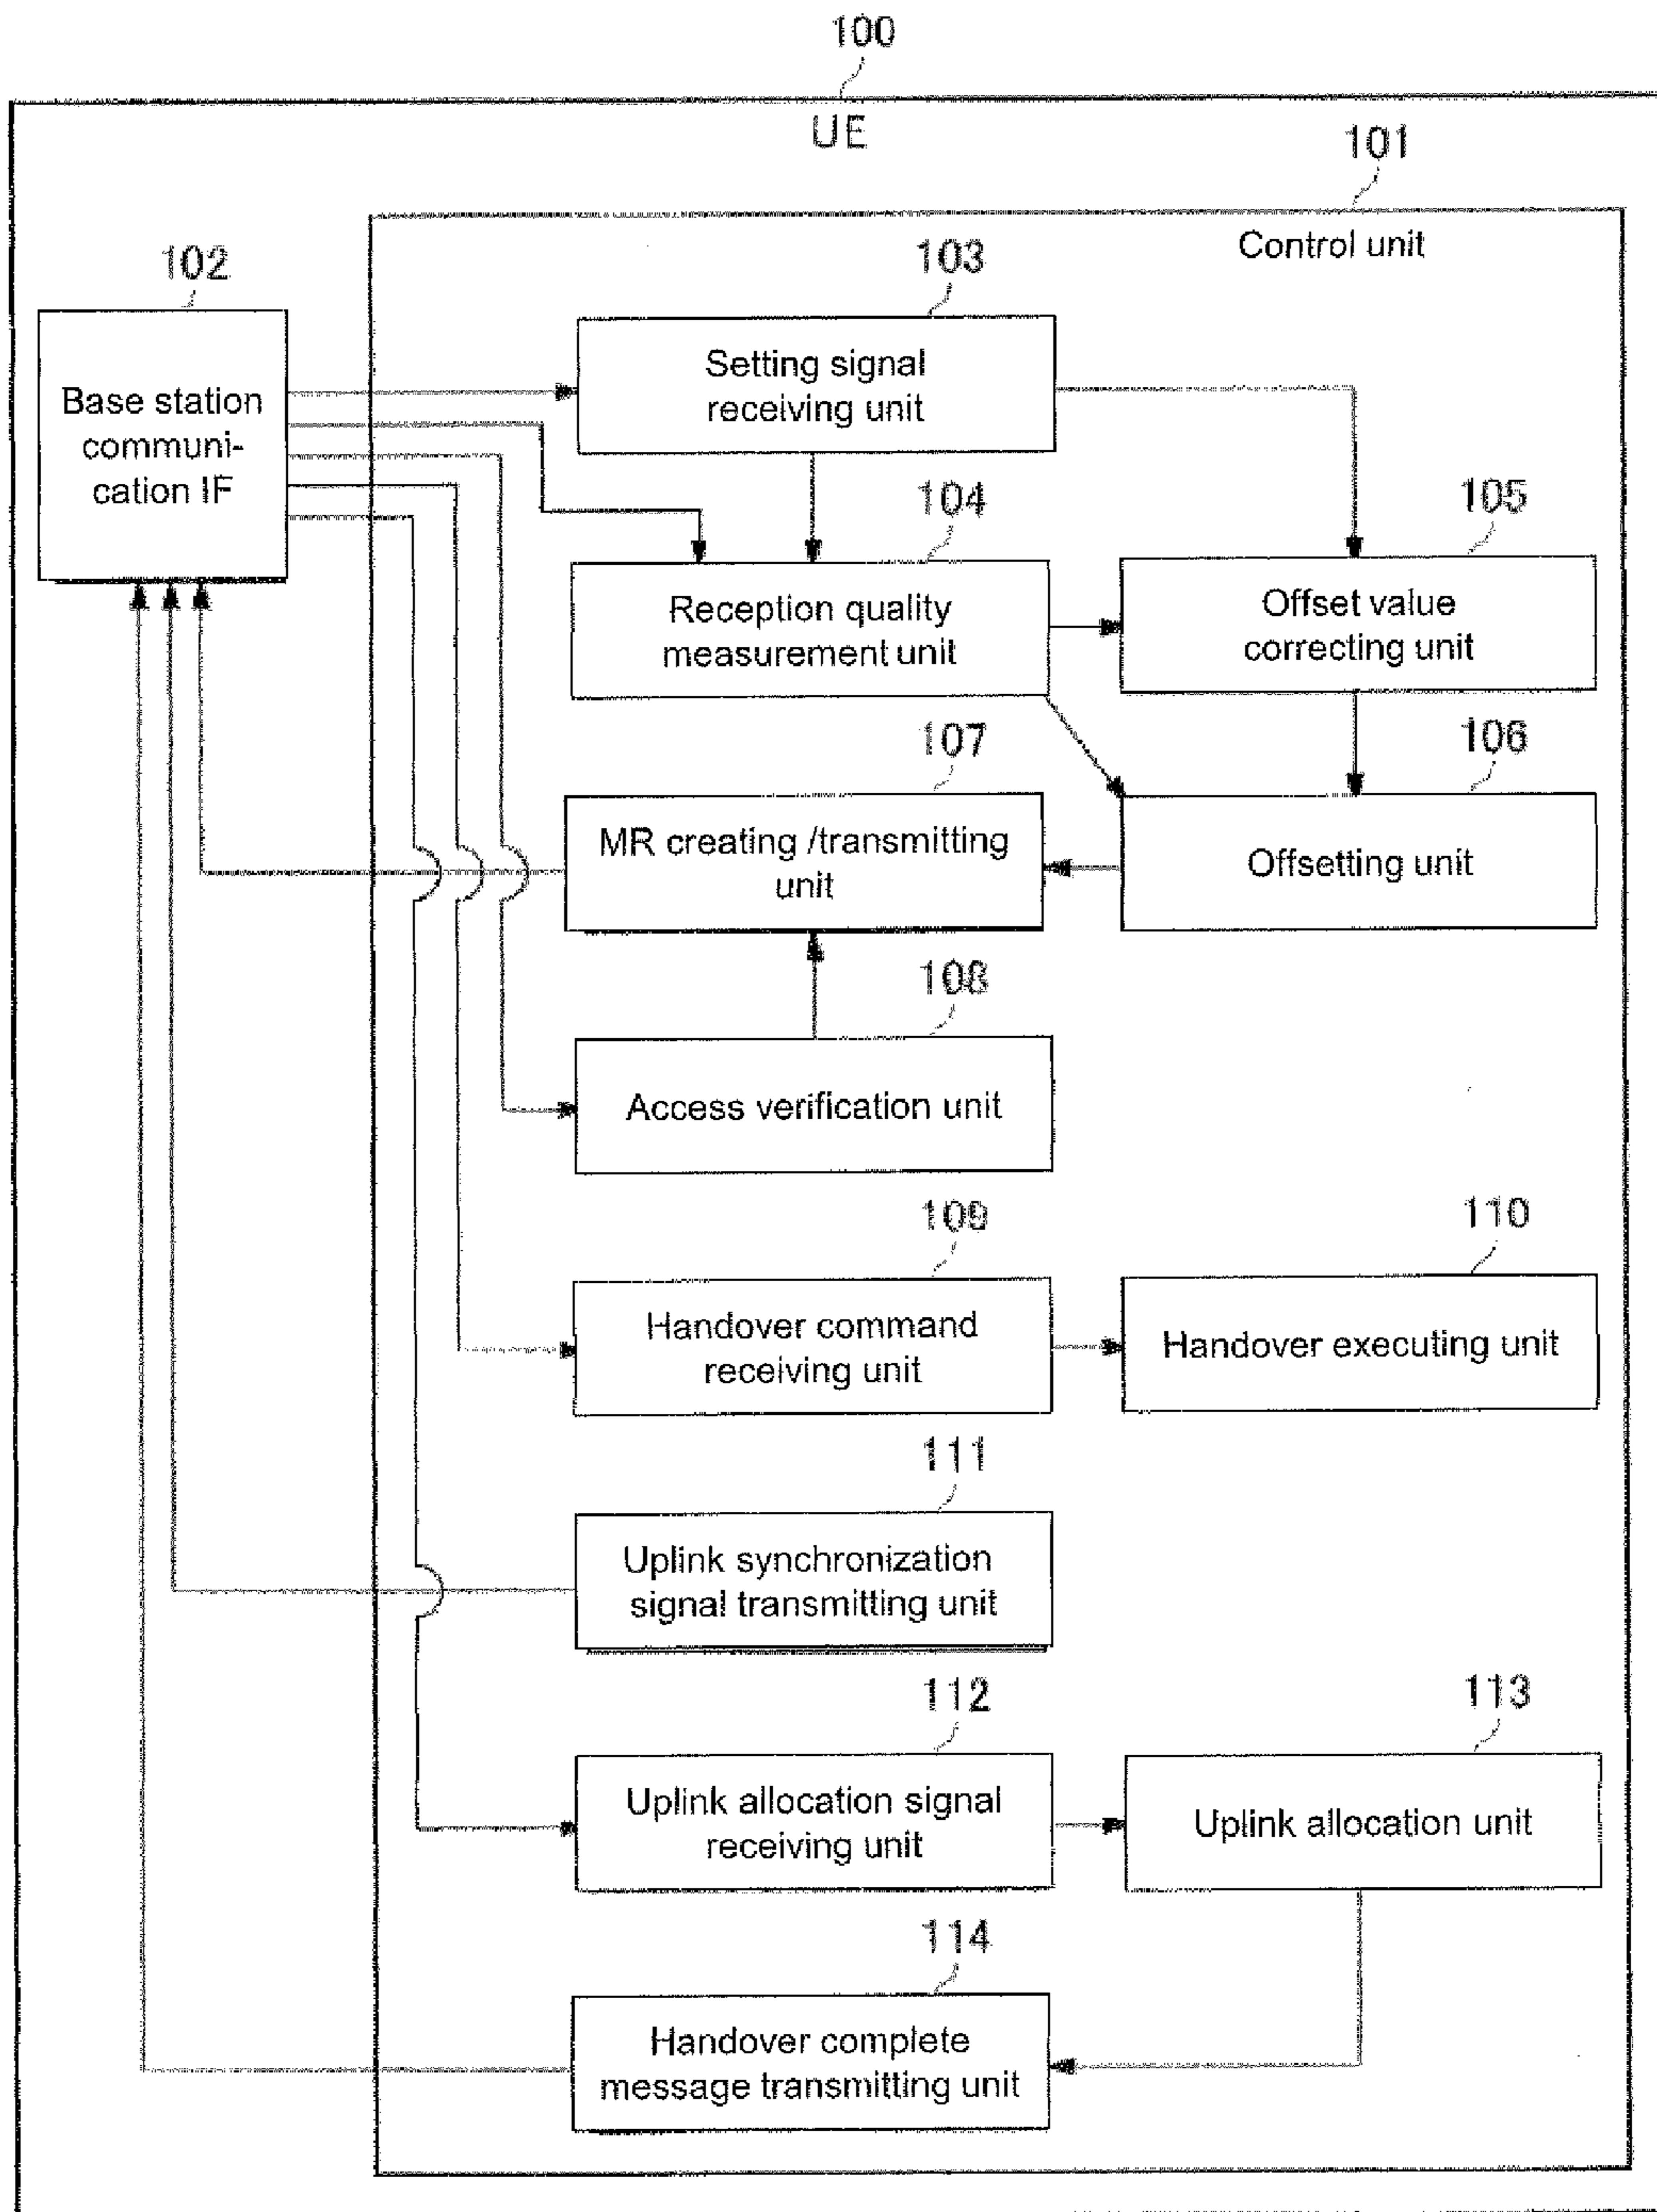 100
UE
101
Control unit
102
Base station
communi-
cation IF
103
Setting signal
receiving unit
104
Reception quality
measurement unit
105
Offset value
correcting unit
107
MR creating /transmitting
unit
106
Offsetting unit
108
Access verification unit
109
Handover command
receiving unit
110
Handover executing unit
111
Uplink synchronization
signal transmitting unit
112
Uplink allocation signal
receiving unit
113
Uplink allocation unit
114
Handover complete
message transmitting unit